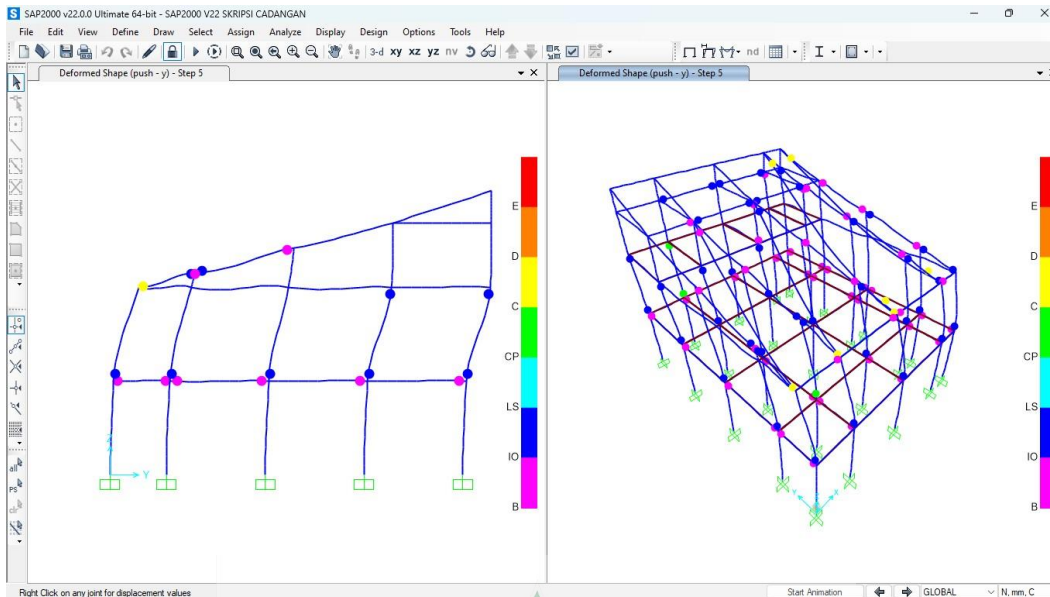 SAP2000 v22.0.0 Ultimate 64-bit - SAP2000 V22 SKRIPSI CADANGAN
File Edit View Define Draw Select Assign Analyze Display Design Options Tools Help
3-d xy xz yz nv nd
Deformed Shape (push - y) - Step 5
E
D
C
CP
LS
IO
B
Y
all
PS
clr
Deformed Shape (push - y) - Step 5
E
D
C
CP
LS
IO
B
Y X
Right Click on any joint for displacement values
Start Animation
GLOBAL
N, mm, C